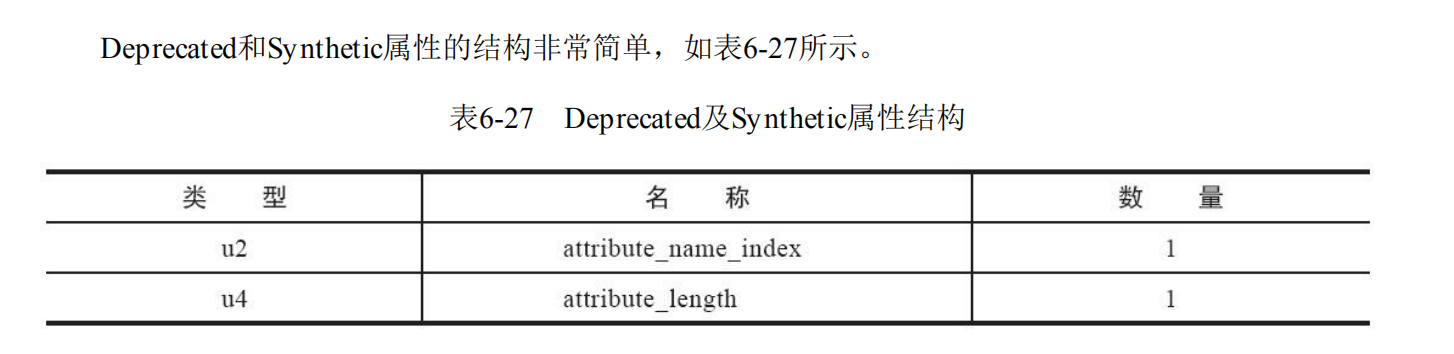 Deprecated和Synthetic属性的结构非常简单，如表6-27所示。
表6-27 Deprecated及Synthetic属性结构
类 型 名 称 数 量
u2 attribute_name_index 1
u4 attribute_length 1